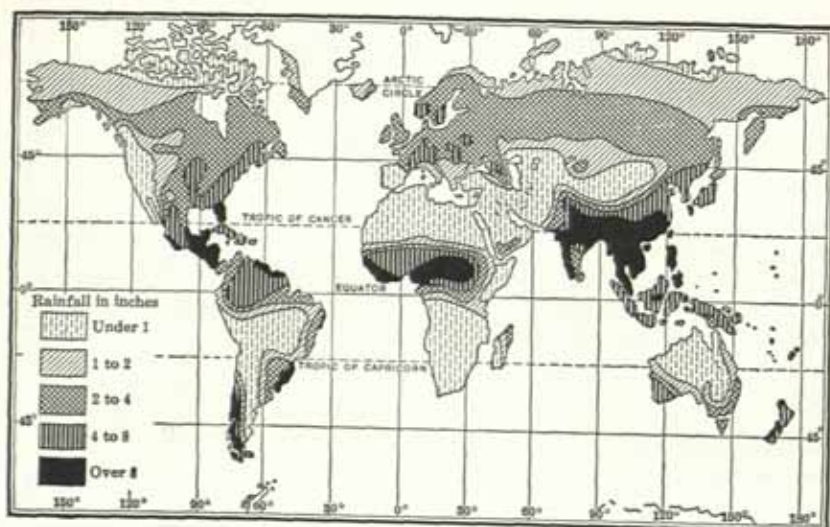 150° 120° 90° 60° 30° 0° 30° 60° 90° 120° 150° 180°
ARCTIC
CIRCLE
45° 45°
TROPIC OF CANCER
0° EQUATOR 0°
Rainfall in inches
Under 1
1 to 2
TROPIC OF CAPRICORN
2 to 4
4 to 8
45° 45°
Over 8
150° 120° 90° 60° 30° 0° 30° 60° 90° 120° 150° 180°